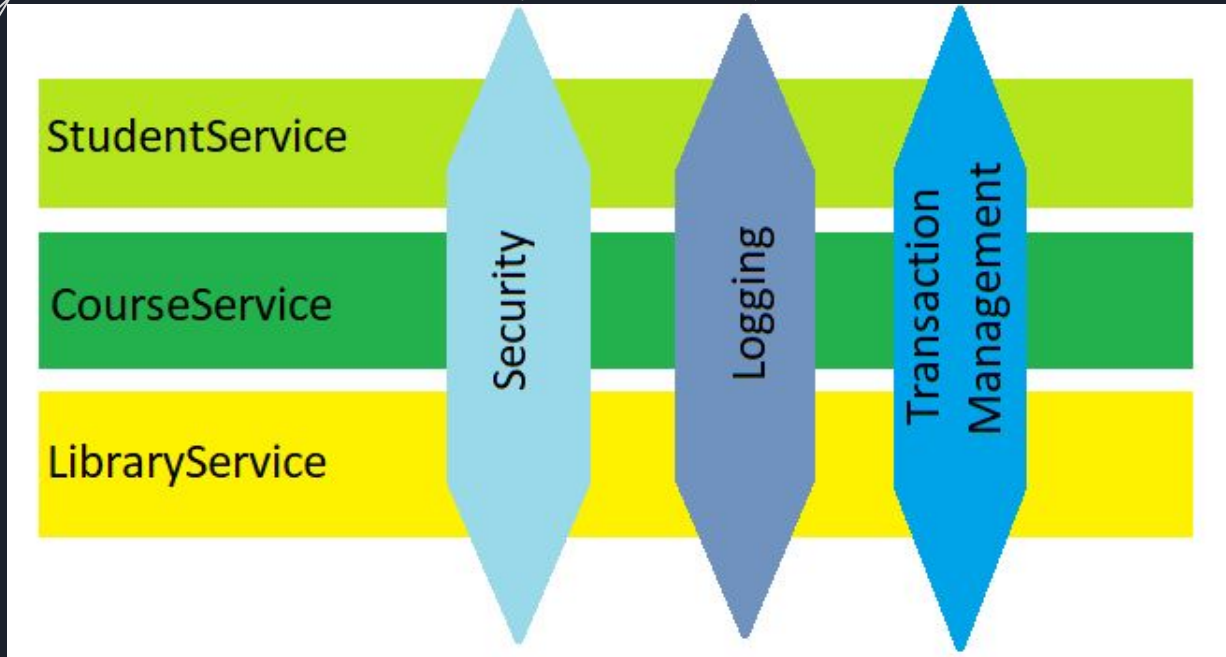 StudentService
CourseService
LibraryService
Security
Logging
Transaction
Management